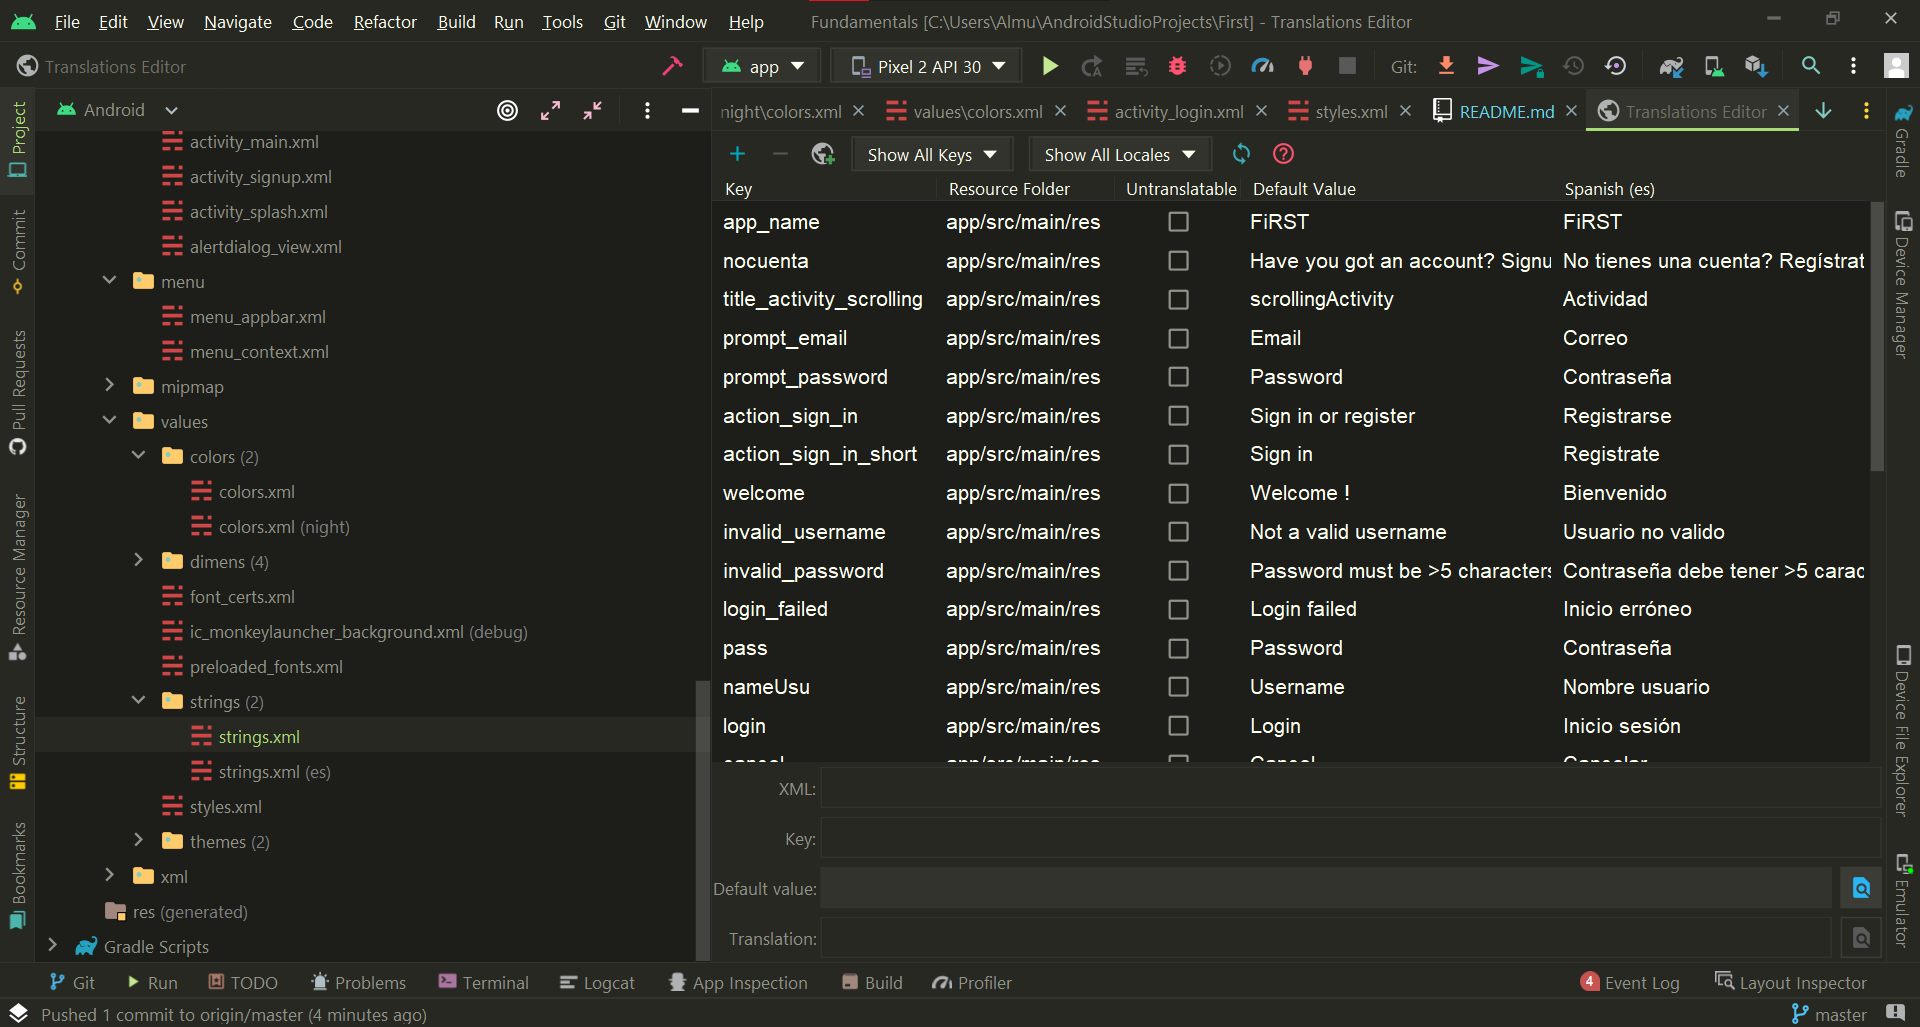 File Edit View Navigate Code Refactor Build Run Tools Git Window Help Fundamentals [C:\Users\Almu\AndroidStudioProjects\First] - Translations Editor
Translations Editor app Pixel 2 API 30 Git:
Project
Commit
Pull Requests
Resource Manager
Structure
Bookmarks
Android
activity_main.xml
activity_signup.xml
activity_splash.xml
alertdialog_view.xml
menu
menu_appbar.xml
menu_context.xml
mipmap
values
colors (2)
colors.xml
colors.xml (night)
dimens (4)
font_certs.xml
ic_monkeylauncher_background.xml (debug)
preloaded_fonts.xml
strings (2)
strings.xml
strings.xml (es)
styles.xml
themes (2)
xml
res (generated)
Gradle Scripts
night\colors.xml values\colors.xml activity_login.xml styles.xml README.md Translations Editor
Show All Keys Show All Locales
Key Resource Folder Untranslatable Default Value Spanish (es)
app_name app/src/main/res FiRST FiRST
nocuenta app/src/main/res Have you got an account? Signu No tienes una cuenta? Regístrat
title_activity_scrolling app/src/main/res scrollingActivity Actividad
prompt_email app/src/main/res Email Correo
prompt_password app/src/main/res Password Contraseña
action_sign_in app/src/main/res Sign in or register Registrarse
action_sign_in_short app/src/main/res Sign in Registrate
welcome app/src/main/res Welcome ! Bienvenido
invalid_username app/src/main/res Not a valid username Usuario no valido
invalid_password app/src/main/res Password must be >5 characters Contraseña debe tener >5 carac
login_failed app/src/main/res Login failed Inicio erróneo
pass app/src/main/res Password Contraseña
nameUsu app/src/main/res Username Nombre usuario
login app/src/main/res Login Inicio sesión
cancel app/src/main/res Cancel Cancelar
XML:
Key:
Default value:
Translation:
Gradle
Device Manager
Device File Explorer
Emulator
Git Run TODO Problems Terminal Logcat App Inspection Build Profiler 4 Event Log Layout Inspector
Pushed 1 commit to origin/master (4 minutes ago) master